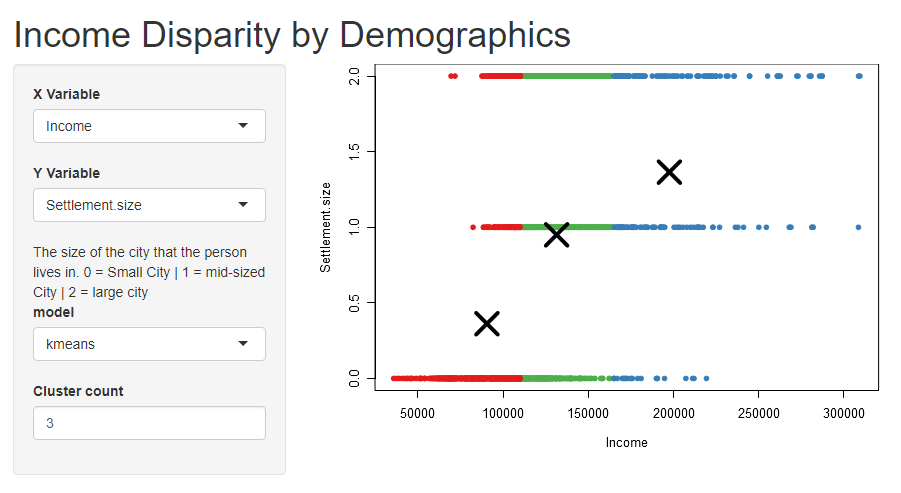 Income Disparity by Demographics
X Variable
Income
Y Variable
Settlement.size
The size of the city that the person
lives in. 0 = Small City | 1 = mid-sized
City | 2 = large city
model
kmeans
Cluster count
3
Settlement.size
2.0
1.5
1.0
0.5
0.0
50000 100000 150000 200000 250000 300000
Income